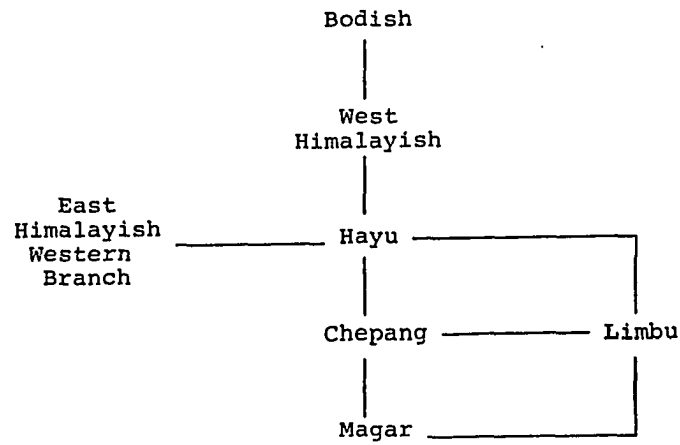 Bodish
West
Himalayish
East
Himalayish
Western
Branch
Hayu
Chepang
Limbu
Magar